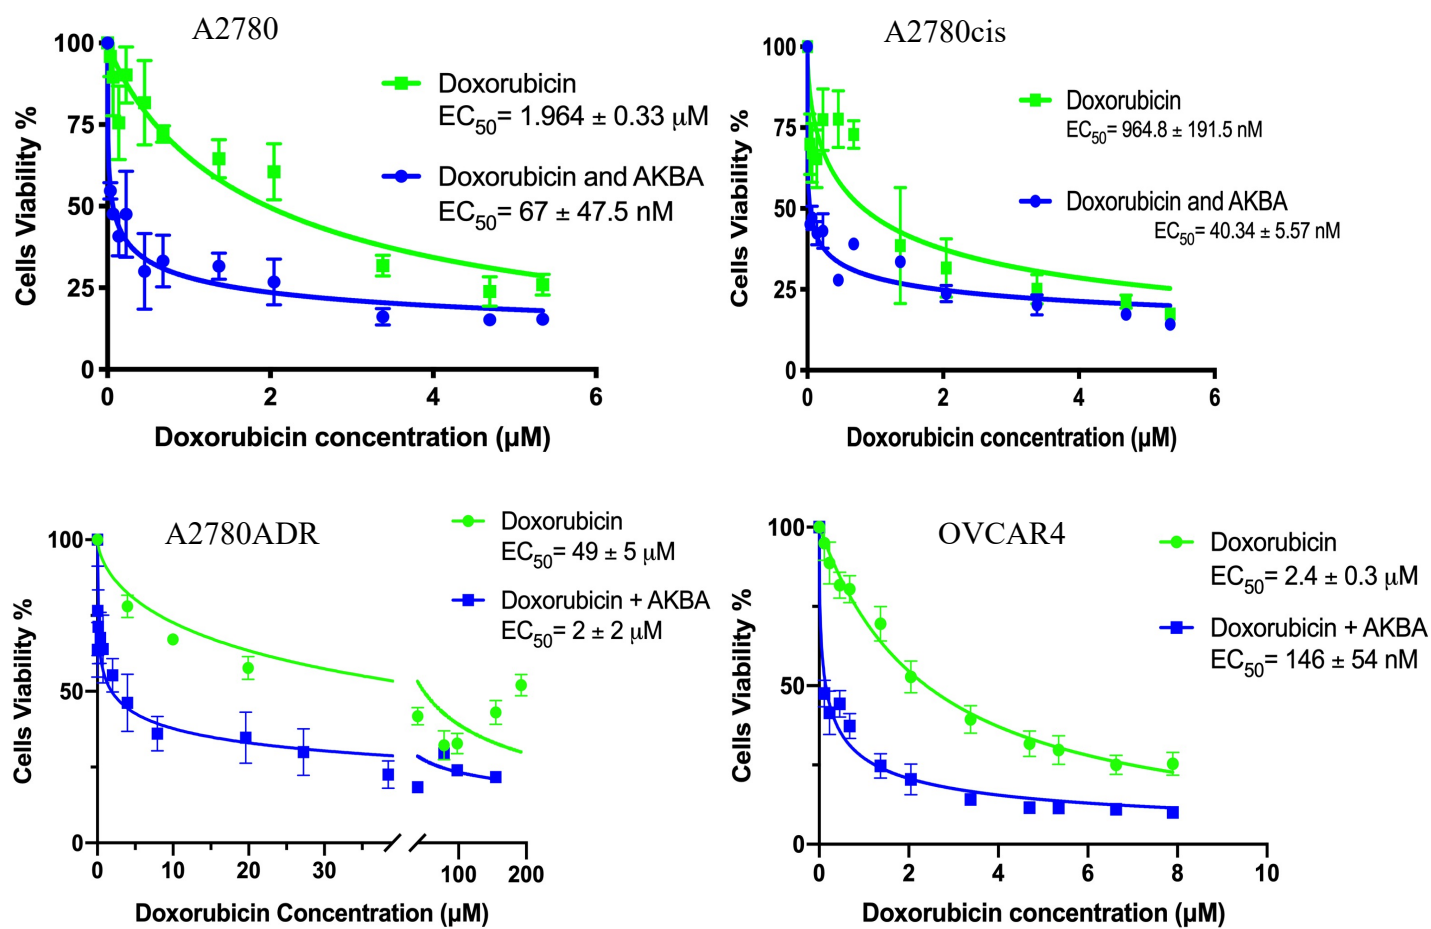 A2780
100
75
50
25
0
0 2 4 6
Cells Viability %
Doxorubicin concentration (µM)
Doxorubicin
EC50= 1.964 ± 0.33 µM
Doxorubicin and AKBA
EC50= 67 ± 47.5 nM
A2780cis
100
75
50
25
0
0 2 4 6
Cells Viability %
Doxorubicin concentration (µM)
Doxorubicin
EC50= 964.8 ± 191.5 nM
Doxorubicin and AKBA
EC50= 40.34 ± 5.57 nM
A2780ADR
100
50
0
0 10 20 30 100 200
Cells Viability %
Doxorubicin Concentration (µM)
Doxorubicin
EC50= 49 ± 5 µM
Doxorubicin + AKBA
EC50= 2 ± 2 µM
OVCAR4
100
50
0
0 2 4 6 8 10
Cells Viability %
Doxorubicin concentration (µM)
Doxorubicin
EC50= 2.4 ± 0.3 µM
Doxorubicin + AKBA
EC50= 146 ± 54 nM